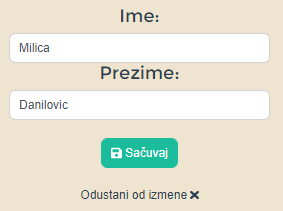 Ime:
Milica
Prezime:
Danilovic
Sačuvaj
Odustani od izmene